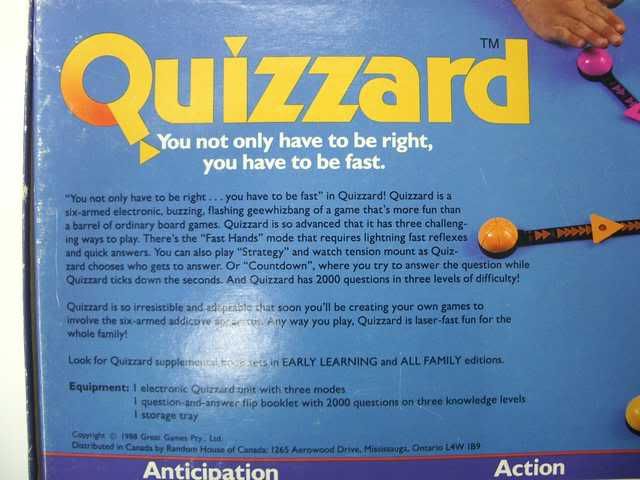 Quizzard™
You not only have to be right,
you have to be fast.
"You not only have to be right . . . you have to be fast" in Quizzard! Quizzard is a
six-armed electronic, buzzing, flashing geewhizbang of a game that's more fun than
a barrel of ordinary board games. Quizzard is so advanced that it has three challeng-
ing ways to play. There's the "Fast Hands" mode that requires lightning fast reflexes
and quick answers. You can also play "Strategy" and watch tension mount as Quiz-
zard chooses who gets to answer. Or "Countdown", where you try to answer the question while
Quizzard ticks down the seconds. And Quizzard has 2000 questions in three levels of difficulty!
Quizzard is so irresistible and adaptable that soon you'll be creating your own games to
involve the six-armed addictive apparatus. Any way you play, Quizzard is laser-fast fun for the
whole family!
Look for Quizzard supplemental book sets in EARLY LEARNING and ALL FAMILY editions.
Equipment: 1 electronic Quizzard unit with three modes
1 question-and-answer flip booklet with 2000 questions on three knowledge levels
1 storage tray
Copyright © 1988 Great Games Pty., Ltd.
Distributed in Canada by Random House of Canada: 1265 Aerowood Drive, Mississauga, Ontario L4W 1B9
Anticipation Action